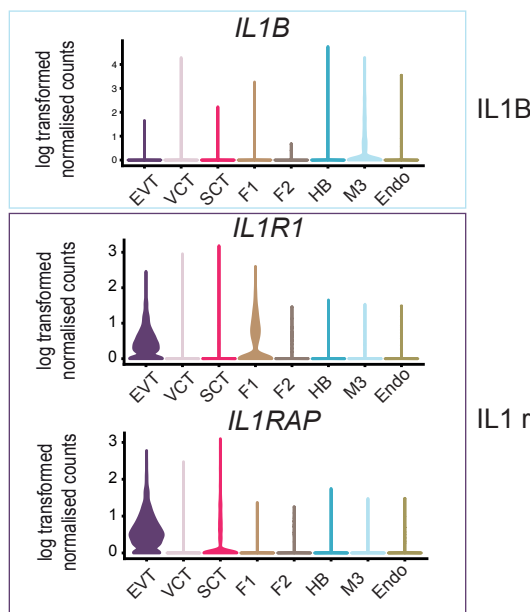 IL1B
log transformed
normalised counts
4
3
2
1
0
EVT VCT SCT F1 F2 HB M3 Endo
IL1B
IL1R1
log transformed
normalised counts
3
2
1
0
EVT VCT SCT F1 F2 HB M3 Endo
IL1RAP
log transformed
normalised counts
3
2
1
0
EVT VCT SCT F1 F2 HB M3 Endo
IL1 r